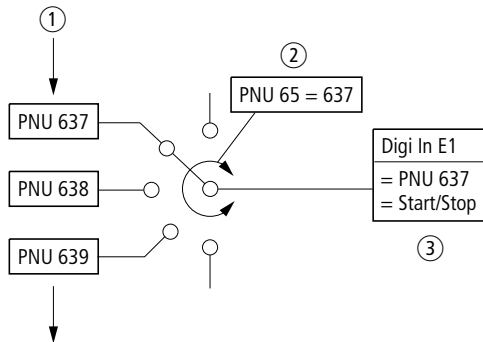 1
2
PNU 637
PNU 65 = 637
PNU 638
Digi In E1
= PNU 637
= Start/Stop
PNU 639
3